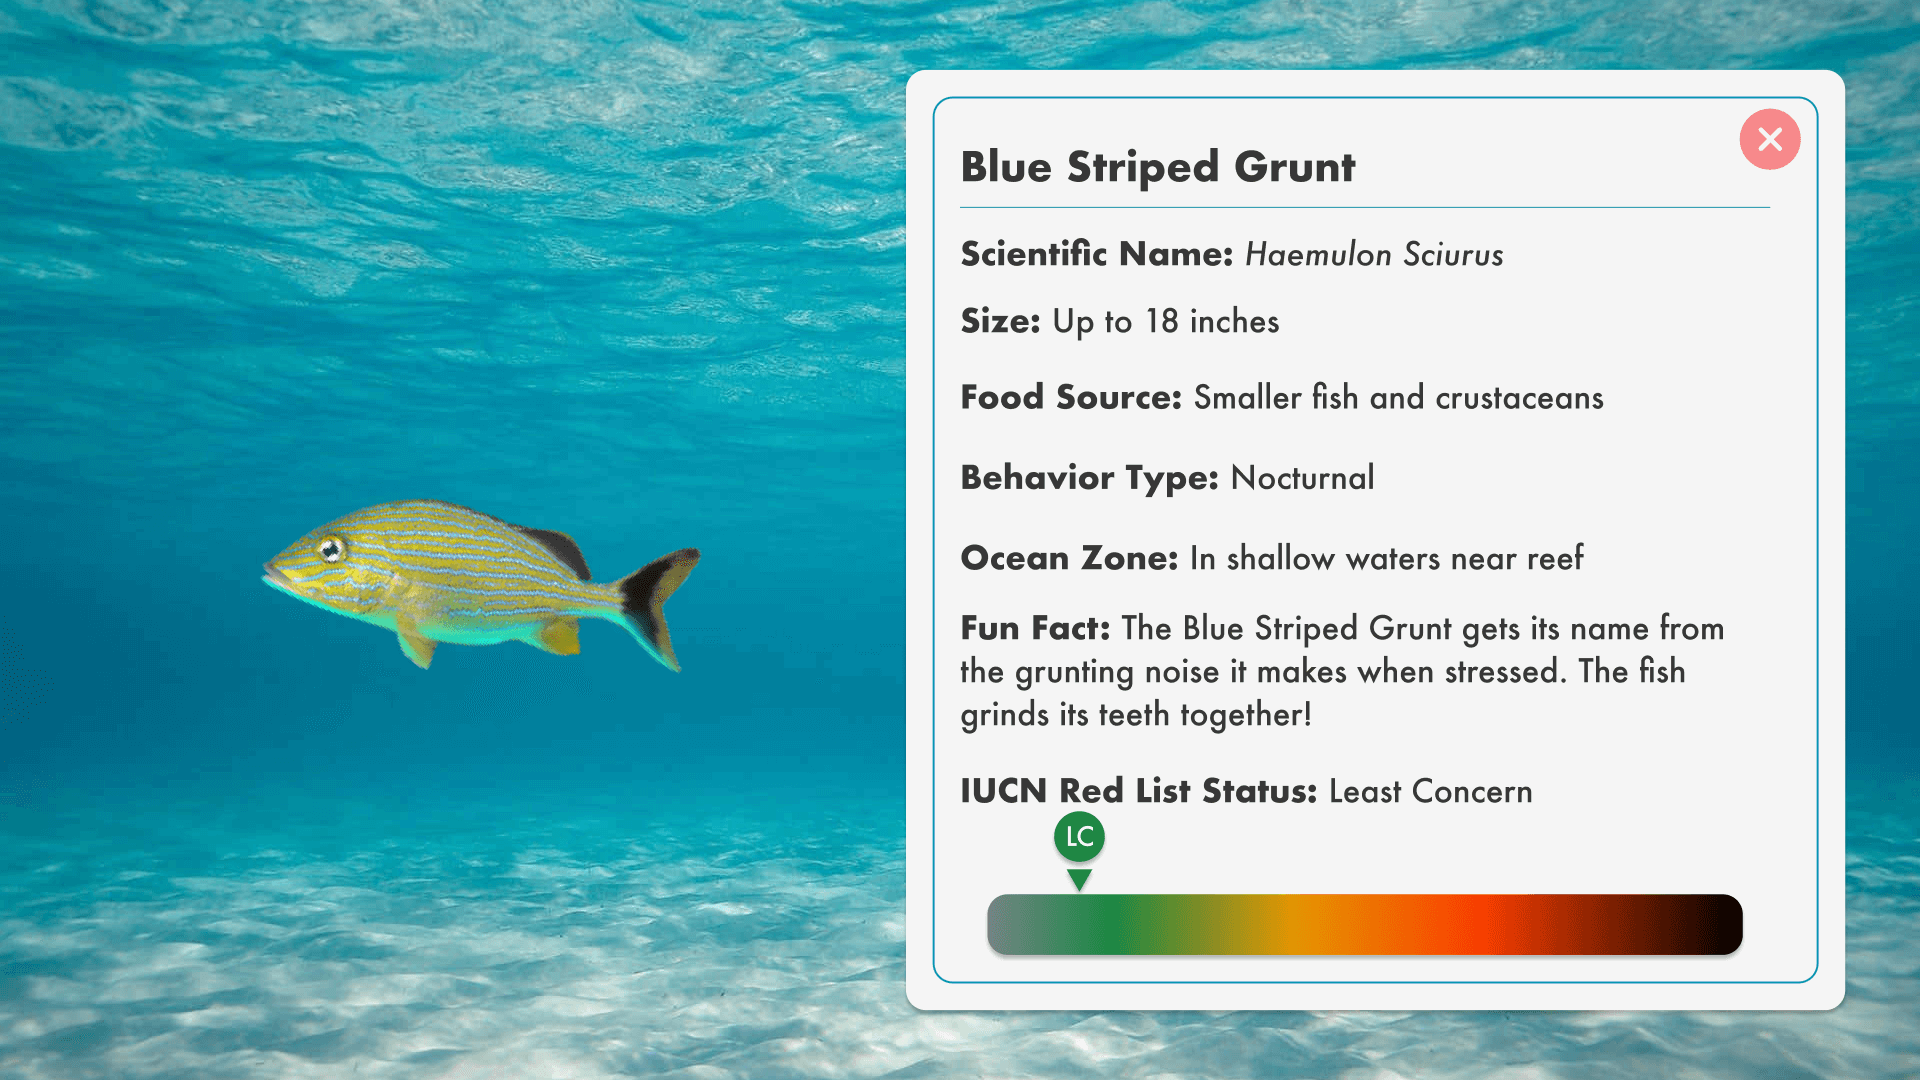 Blue Striped Grunt
Scientific Name: Haemulon Sciurus
Size: Up to 18 inches
Food Source: Smaller fish and crustaceans
Behavior Type: Nocturnal
Ocean Zone: In shallow waters near reef
Fun Fact: The Blue Striped Grunt gets its name from
the grunting noise it makes when stressed. The fish
grinds its teeth together!
IUCN Red List Status: Least Concern
LC